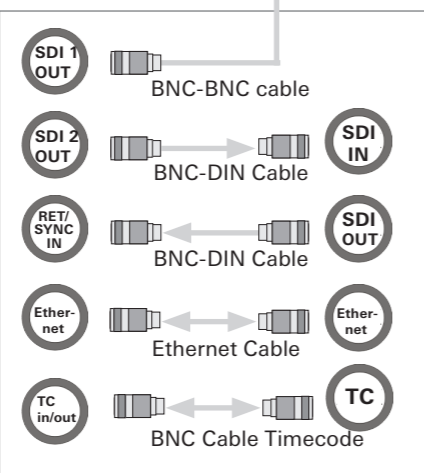 SDI 1
OUT
BNC-BNC cable
SDI 2
OUT
SDI
IN
BNC-DIN Cable
RET/
SYNC
IN
SDI
OUT
BNC-DIN Cable
Ether-
net
Ether-
net
Ethernet Cable
TC
in/out
TC
BNC Cable Timecode